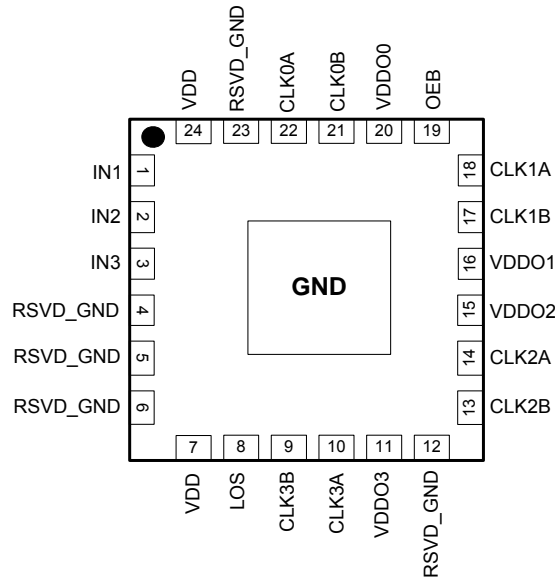 VDD
RSVD_GND
CLK0A
CLK0B
VDDO0
OEB
24
23
22
21
20
19
IN1
1
18
CLK1A
IN2
2
17
CLK1B
IN3
3
16
VDDO1
GND
RSVD_GND
4
15
VDDO2
RSVD_GND
5
14
CLK2A
RSVD_GND
6
13
CLK2B
7
8
9
10
11
12
VDD
LOS
CLK3B
CLK3A
VDDO3
RSVD_GND